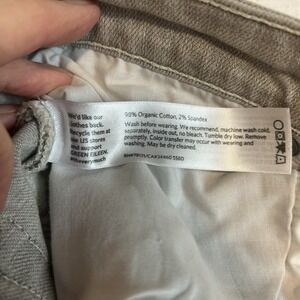 We'd like our
clothes back.
Recycle them at
our US stores
and support
GREEN EILEEN.
thanks very much
98% Organic Cotton, 2% Spandex
Wash before wearing. We recommend, machine wash cold,
separately, inside out, no bleach. Tumble dry low. Remove
promptly. Color transfer may occur with wearing and
washing. May be dry cleaned.